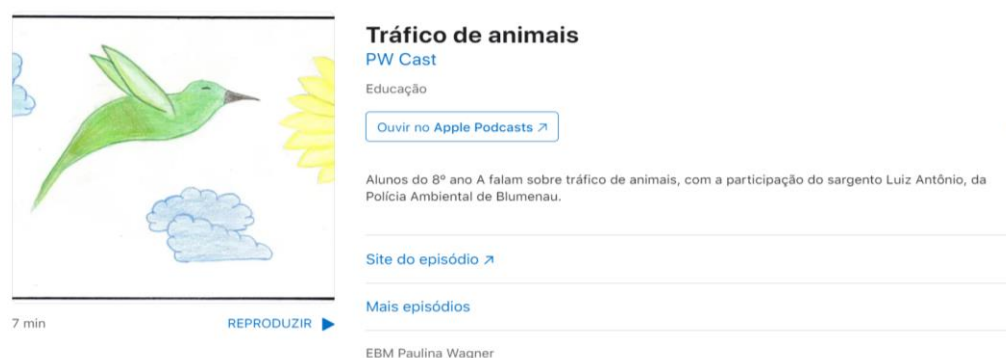 Tráfico de animais
PW Cast
Educação
Ouvir no Apple Podcasts ↗
Alunos do 8º ano A falam sobre tráfico de animais, com a participação do sargento Luiz Antônio, da
Polícia Ambiental de Blumenau.
Site do episódio ↗
Mais episódios
7 min REPRODUZIR ▶
EBM Paulina Wagner